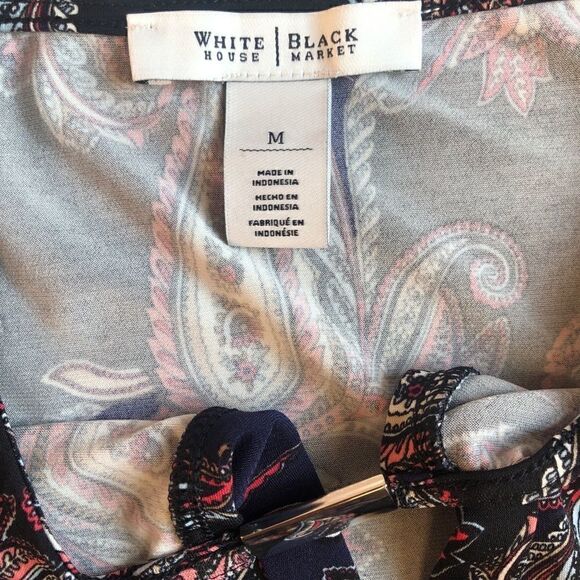 WHITE | BLACK
HOUSE | MARKET
M
MADE IN
INDONESIA
HECHO EN
INDONESIA
FABRIQUÉ EN
INDONÉSIE